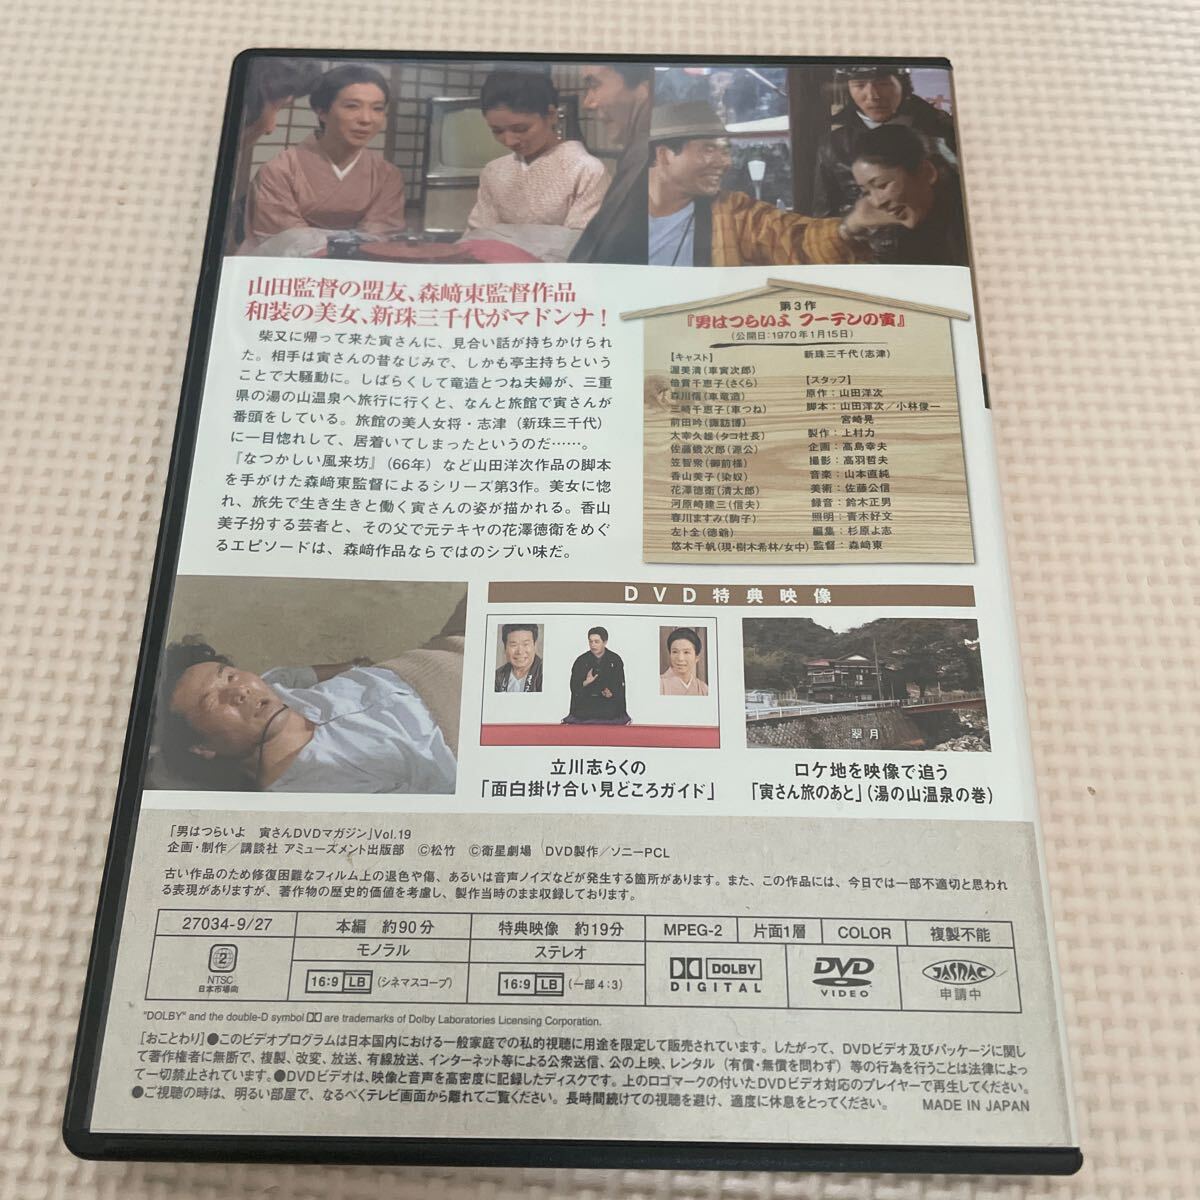 山田監督の盟友、森﨑東監督作品
和装の美女、新珠三千代がマドンナ！
柴又に帰って来た寅さんに、見合い話が持ちかけられ
た。相手は寅さんの昔なじみで、しかも亭主持ちという
ことで大騒動に。しばらくして竜造とつね夫婦が、三重
県の湯の山温泉へ旅行に行くと、なんと旅館で寅さんが
番頭をしている。旅館の美人女将・志津（新珠三千代）
に一目惚れして、居着いてしまったというのだ……。
『なつかしい風来坊』（66年）など山田洋次作品の脚本
を手がけた森﨑東監督によるシリーズ第3作。美女に惚
れ、旅先で生き生きと働く寅さんの姿が描かれる。香山
美子扮する芸者と、その父で元テキヤの花澤徳衛をめぐ
るエピソードは、森﨑作品ならではのシブい味だ。
第3作
『男はつらいよ フーテンの寅』
（公開日：1970年1月15日）
【キャスト】
渥美清（車寅次郎）
倍賞千恵子（さくら）
森川信（車竜造）
三崎千恵子（車つね）
前田吟（諏訪博）
太宰久雄（タコ社長）
佐藤蛾次郎（源公）
笠智衆（御前様）
香山美子（染奴）
花澤徳衛（清太郎）
河原崎建三（信夫）
春川ますみ（駒子）
左卜全（徳爺）
悠木千帆（現・樹木希林/女中）
新珠三千代（志津）
【スタッフ】
原作：山田洋次
脚本：山田洋次／小林俊一
宮崎晃
製作：上村力
企画：高島幸夫
撮影：高羽哲夫
音楽：山本直純
美術：佐藤公信
録音：鈴木正男
照明：青木好文
編集：杉原よ志
監督：森﨑東
DVD特典映像
翠月
立川志らくの
「面白掛け合い見どころガイド」
ロケ地を映像で追う
「寅さん旅のあと」（湯の山温泉の巻）
「男はつらいよ 寅さんDVDマガジン」Vol.19
企画・制作／講談社 アミューズメント出版部 Ⓒ松竹 Ⓒ衛星劇場 DVD製作／ソニーPCL
古い作品のため修復困難なフィルム上の退色や傷、あるいは音声ノイズなどが発生する箇所があります。また、この作品には、今日では一部不適切と思われ
る表現がありますが、著作物の歴史的価値を考慮し、製作当時のまま収録しております。
27034-9/27 本編 約90分 特典映像 約19分 MPEG-2 片面1層 COLOR 複製不能
2
NTSC
日本市場向
モノラル
16:9 LB （シネマスコープ）
ステレオ
16:9 LB （一部4：3）
DOLBY
DIGITAL
DVD
VIDEO
JASRAC
申請中
"DOLBY" and the double-D symbol are trademarks of Dolby Laboratories Licensing Corporation.
［おことわり］●このビデオプログラムは日本国内における一般家庭での私的視聴に用途を限定して販売されています。したがって、DVDビデオ及びパッケージに関し
て著作権者に無断で、複製、改変、放送、有線放送、インターネット等による公衆送信、公の上映、レンタル（有償・無償を問わず）等の行為を行うことは法律によっ
て一切禁止されています。●DVDビデオは、映像と音声を高密度に記録したディスクです。上のロゴマークの付いたDVDビデオ対応のプレイヤーで再生してください。
●ご視聴の時は、明るい部屋で、なるべくテレビ画面から離れてご覧ください。長時間続けての視聴を避け、適度に休息をとってください。 MADE IN JAPAN